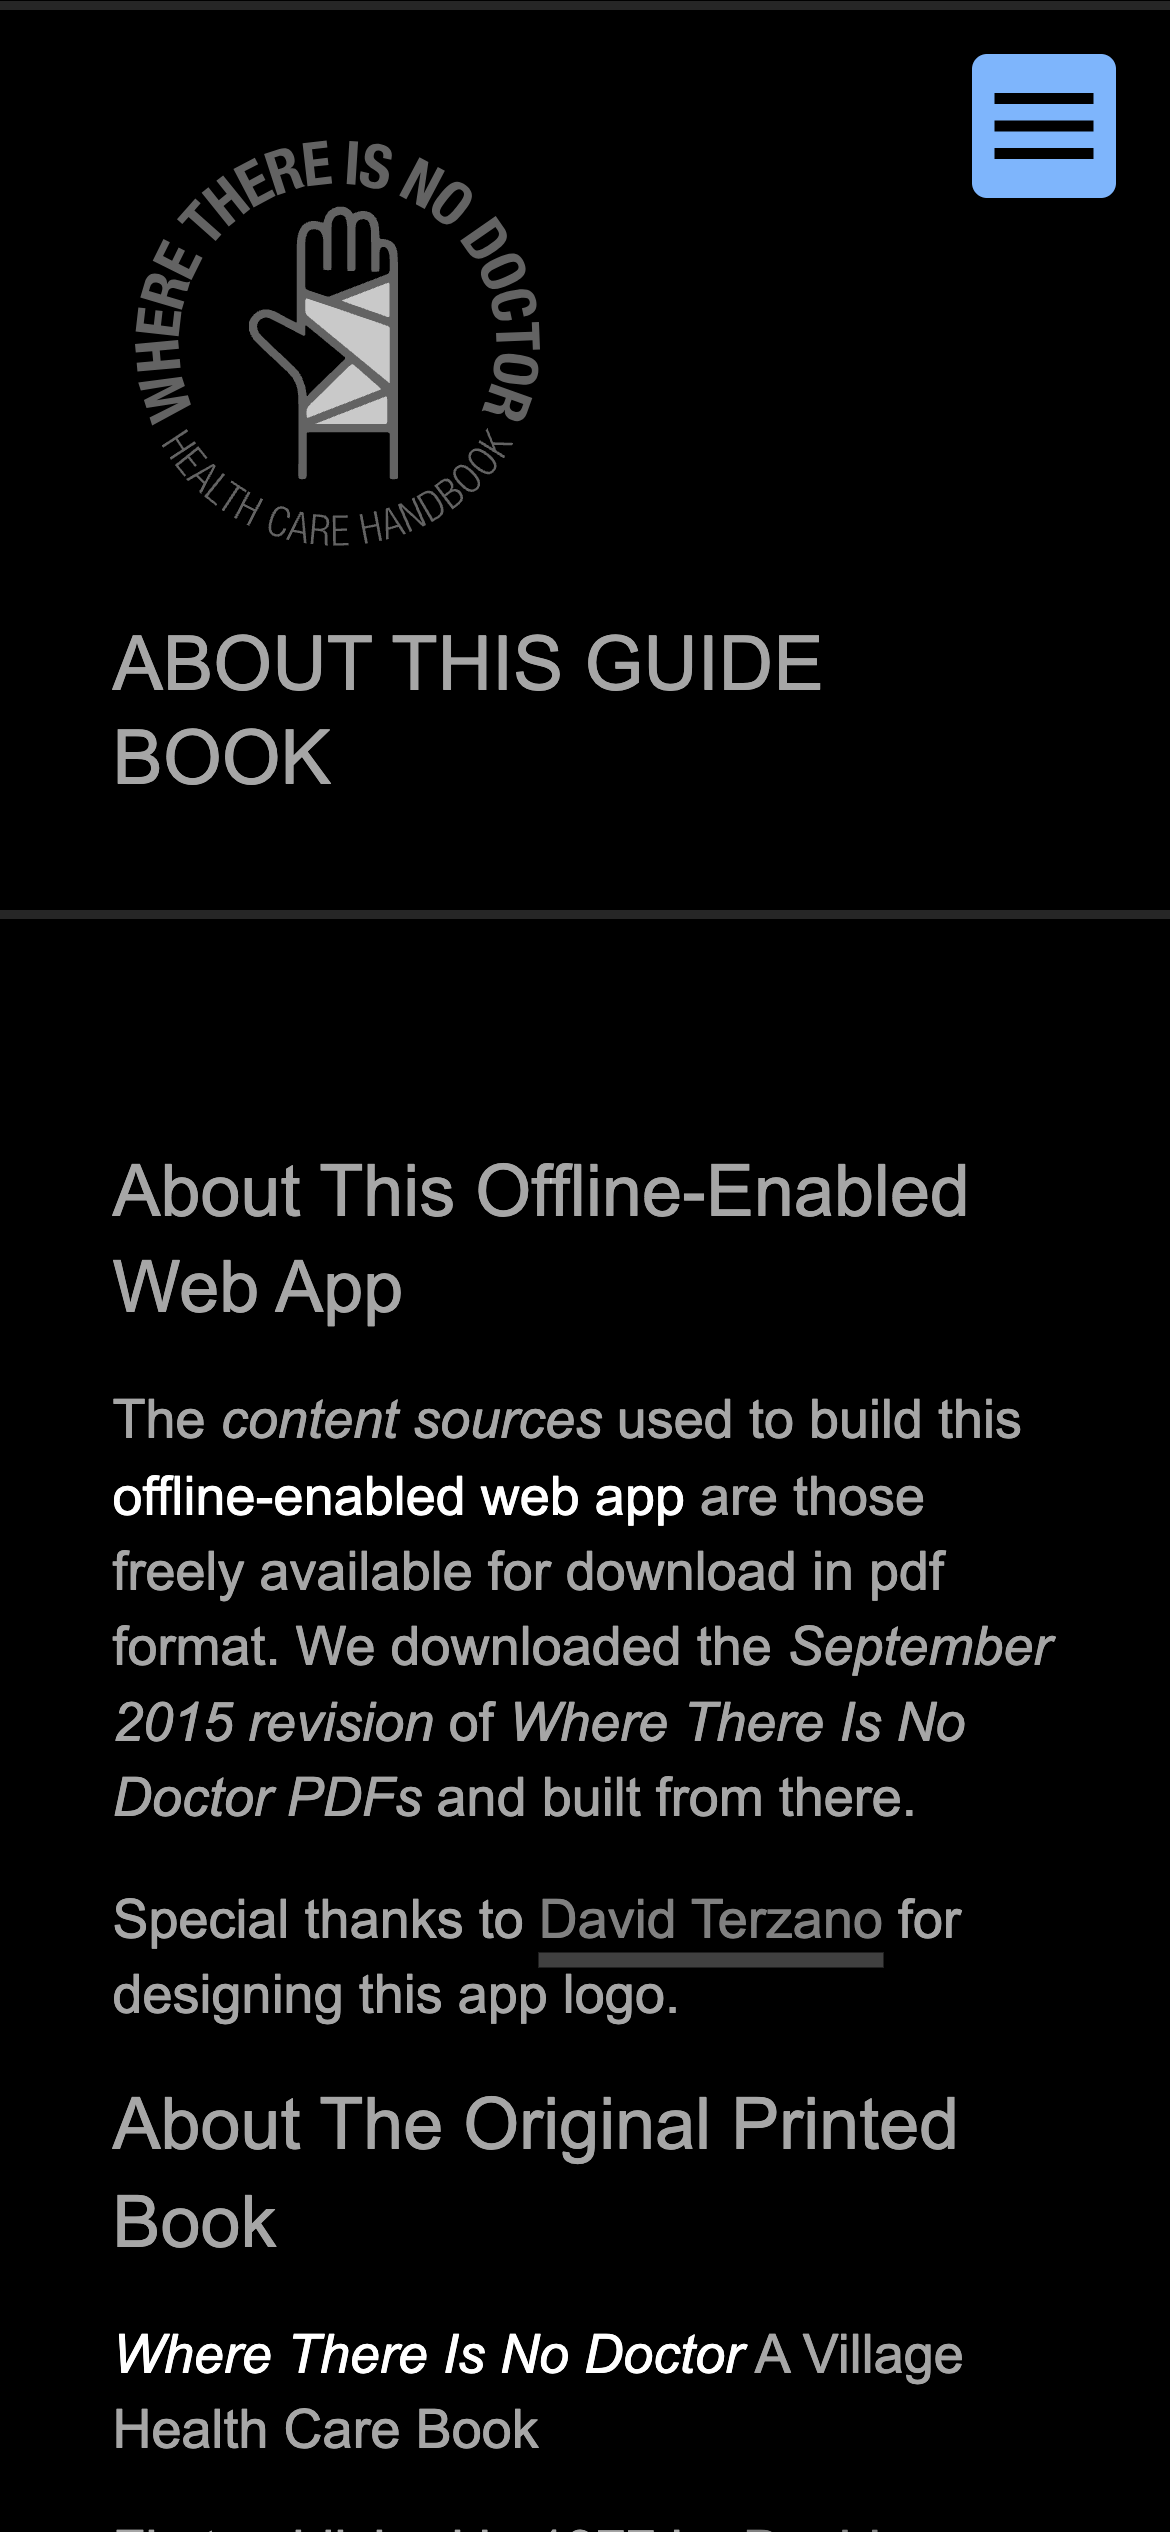 WHERE THERE IS NO DOCTOR
HEALTH CARE HANDBOOK
ABOUT THIS GUIDE
BOOK
About This Offline-Enabled
Web App
The content sources used to build this
offline-enabled web app are those
freely available for download in pdf
format. We downloaded the September
2015 revision of Where There Is No
Doctor PDFs and built from there.
Special thanks to David Terzano for
designing this app logo.
About The Original Printed
Book
Where There Is No Doctor A Village
Health Care Book